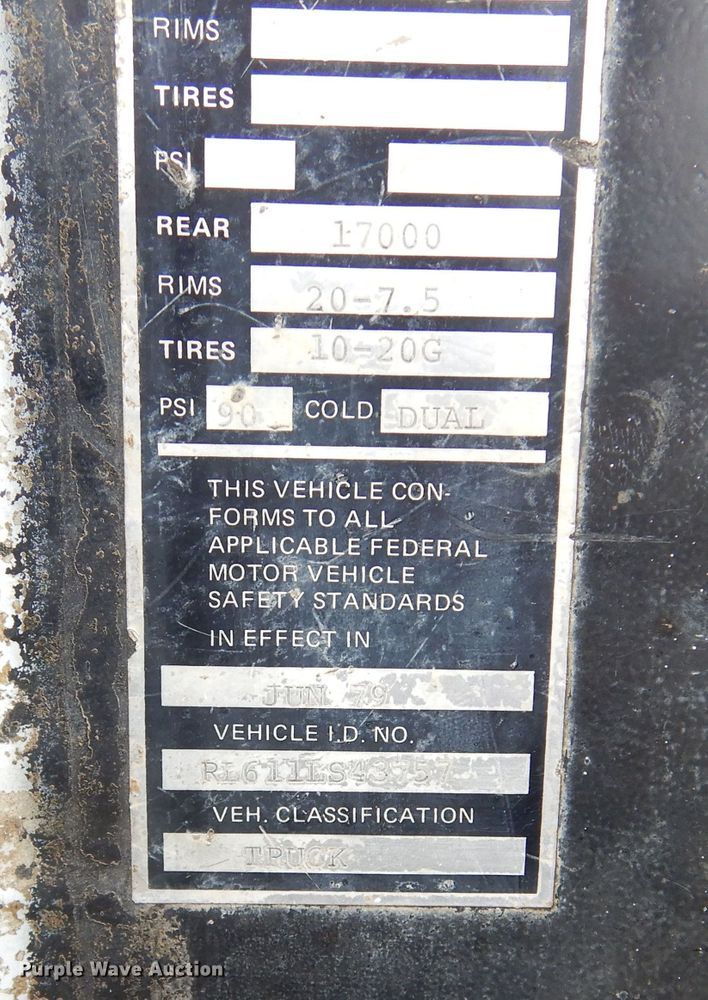 RIMS
TIRES
PSI
REAR 17000
RIMS 20-7.5
TIRES 10-20G
PSI 90 COLD DUAL
THIS VEHICLE CON-
FORMS TO ALL
APPLICABLE FEDERAL
MOTOR VEHICLE
SAFETY STANDARDS
IN EFFECT IN
JUN 79
VEHICLE I.D. NO.
RL611LS43757
VEH. CLASSIFICATION
TRUCK
Purple Wave Auction